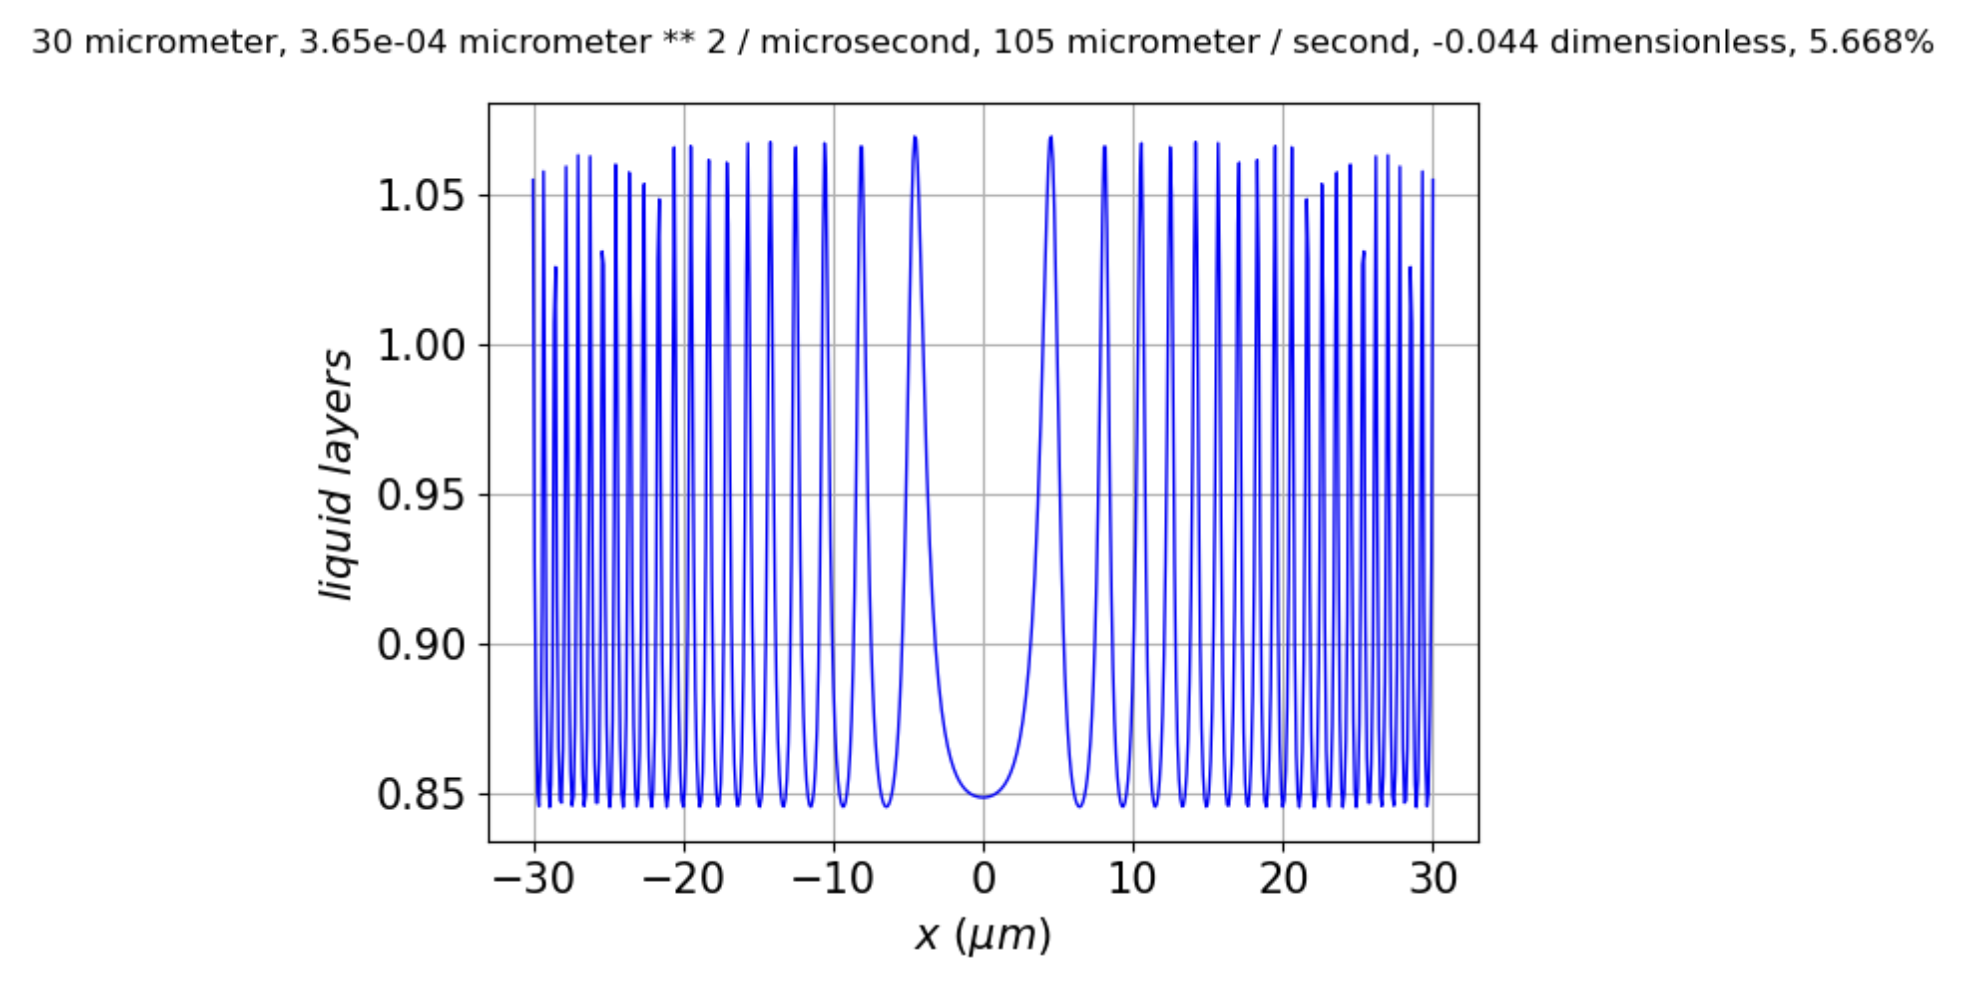 30 micrometer, 3.65e-04 micrometer ** 2 / microsecond, 105 micrometer / second, -0.044 dimensionless, 5.668%
liquid layers
1.05
1.00
0.95
0.90
0.85
−30 −20 −10 0 10 20 30
x (μm)